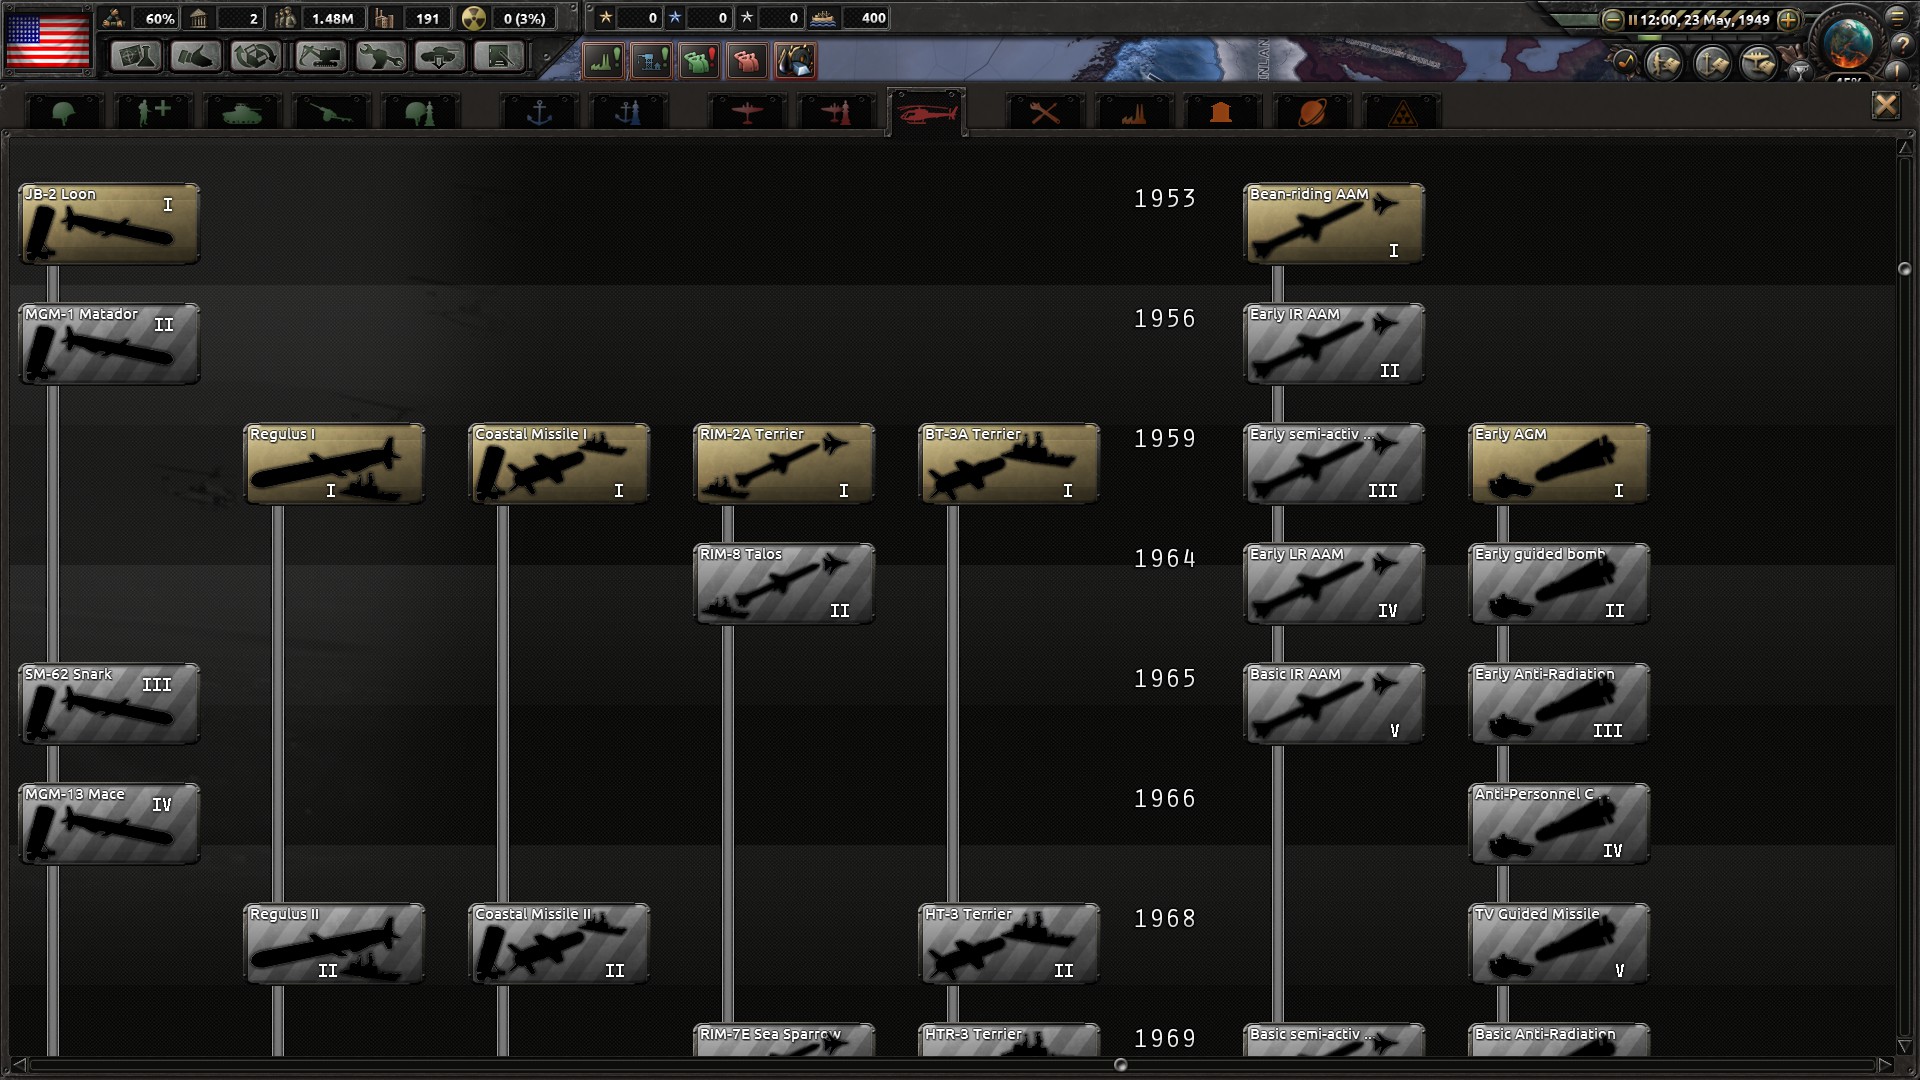 60%
2
1.48M
191
0 (3%)
0
0
0
400
12:00, 23 May, 1949
JB-2 Loon
I
1953
Bean-riding AAM
I
MGM-1 Matador
II
1956
Early IR AAM
II
Regulus I
I
Coastal Missile I
I
RIM-2A Terrier
I
BT-3A Terrier
I
1959
Early semi-activ ...
III
Early AGM
I
RIM-8 Talos
II
1964
Early LR AAM
IV
Early guided bomb
II
SM-62 Snark
III
1965
Basic IR AAM
V
Early Anti-Radiation
III
MGM-13 Mace
IV
1966
Anti-Personnel C ...
IV
Regulus II
II
Coastal Missile II
II
HT-3 Terrier
II
1968
TV Guided Missile
V
RIM-7E Sea Sparrow
HTR-3 Terrier
1969
Basic semi-activ ...
Basic Anti-Radiation